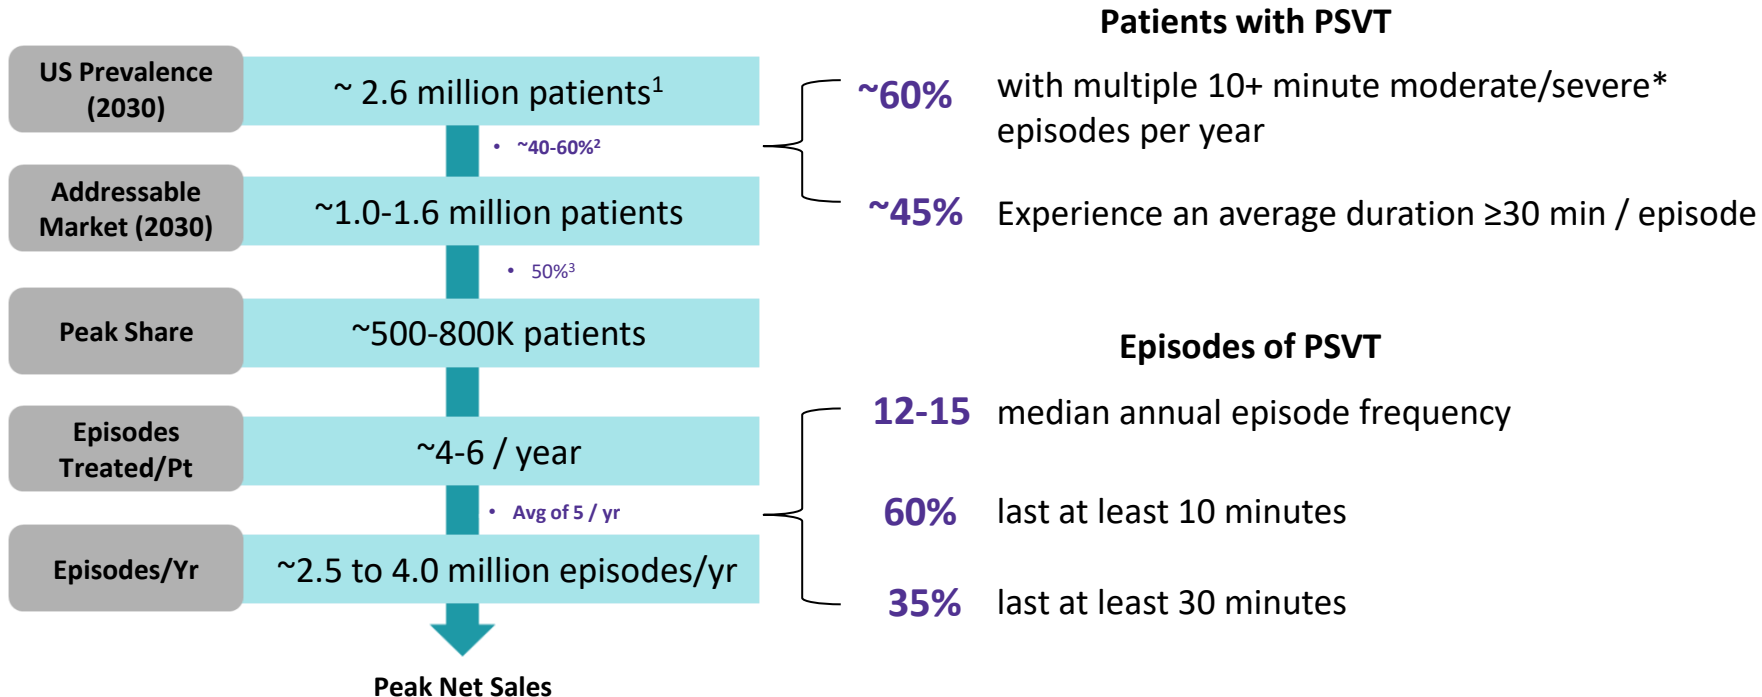 Patients with PSVT
US Prevalence
(2030)
~ 2.6 million patients¹
~60%
with multiple 10+ minute moderate/severe*
episodes per year
• ~40-60%²
Addressable
Market (2030)
~1.0-1.6 million patients
~45%
Experience an average duration ≥30 min / episode
• 50%³
Peak Share
~500-800K patients
Episodes of PSVT
Episodes
Treated/Pt
~4-6 / year
12-15
median annual episode frequency
• Avg of 5 / yr
60%
last at least 10 minutes
Episodes/Yr
~2.5 to 4.0 million episodes/yr
35%
last at least 30 minutes
Peak Net Sales